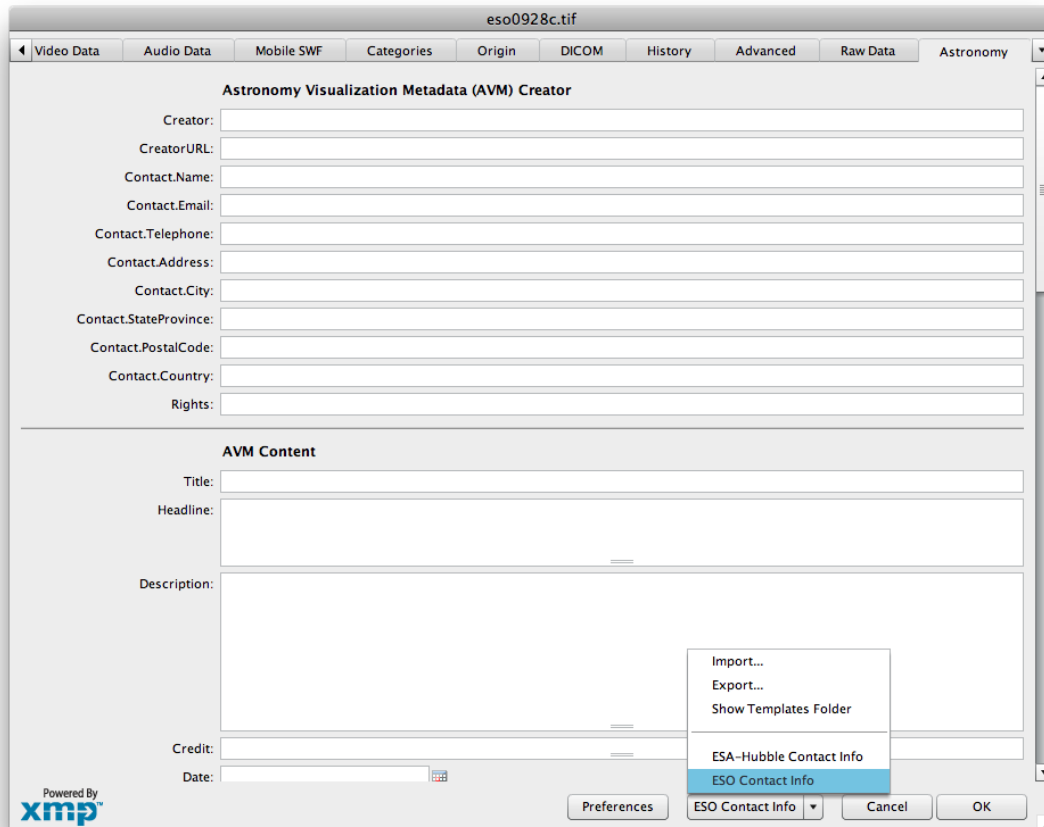 eso0928c.tif
Video Data Audio Data Mobile SWF Categories Origin DICOM History Advanced Raw Data Astronomy
Astronomy Visualization Metadata (AVM) Creator
Creator:
CreatorURL:
Contact.Name:
Contact.Email:
Contact.Telephone:
Contact.Address:
Contact.City:
Contact.StateProvince:
Contact.PostalCode:
Contact.Country:
Rights:
AVM Content
Title:
Headline:
Description:
Import...
Export...
Show Templates Folder
ESA-Hubble Contact Info
ESO Contact Info
Credit:
Date:
Powered By
xmp™
Preferences ESO Contact Info Cancel OK